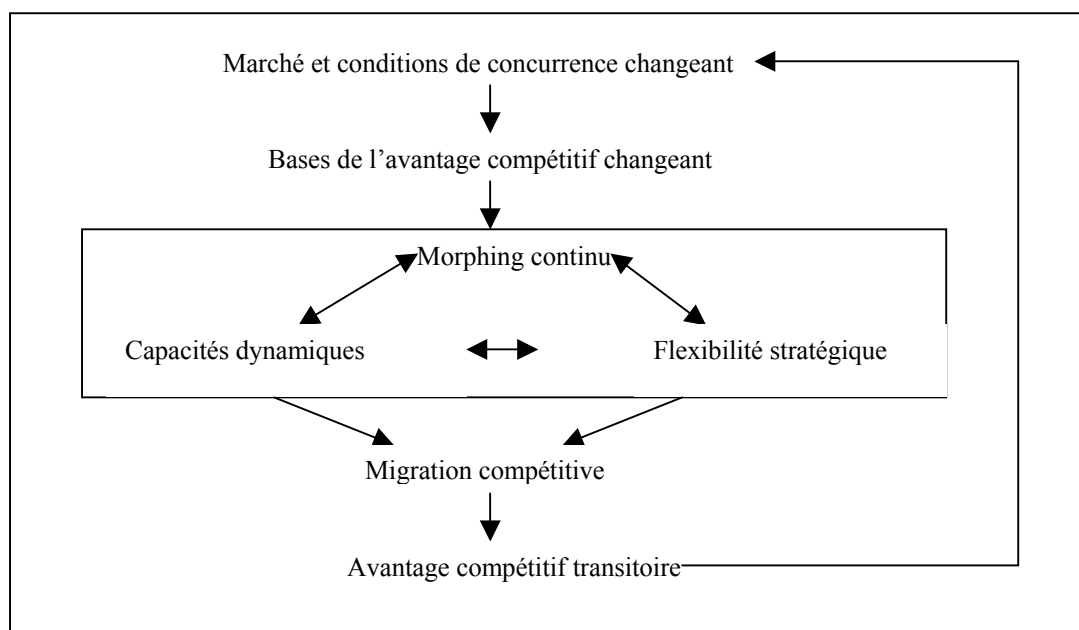 Marché et conditions de concurrence changeant
Bases de l’avantage compétitif changeant
Morphing continu
Capacités dynamiques
Flexibilité stratégique
Migration compétitive
Avantage compétitif transitoire